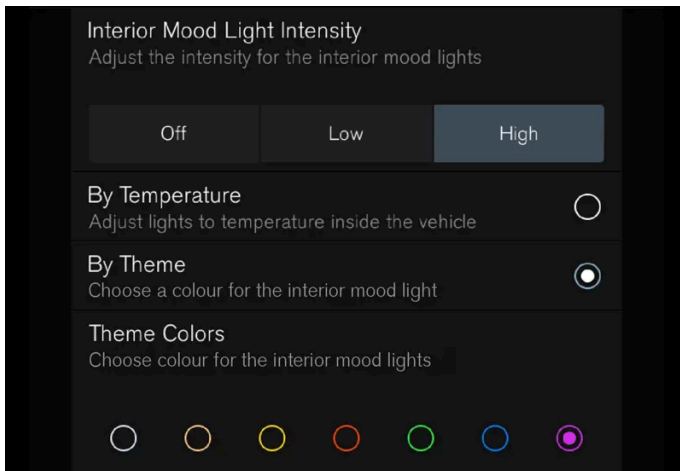 Interior Mood Light Intensity
Adjust the intensity for the interior mood lights
Off Low High
By Temperature
Adjust lights to temperature inside the vehicle
By Theme
Choose a colour for the interior mood light
Theme Colors
Choose colour for the interior mood lights